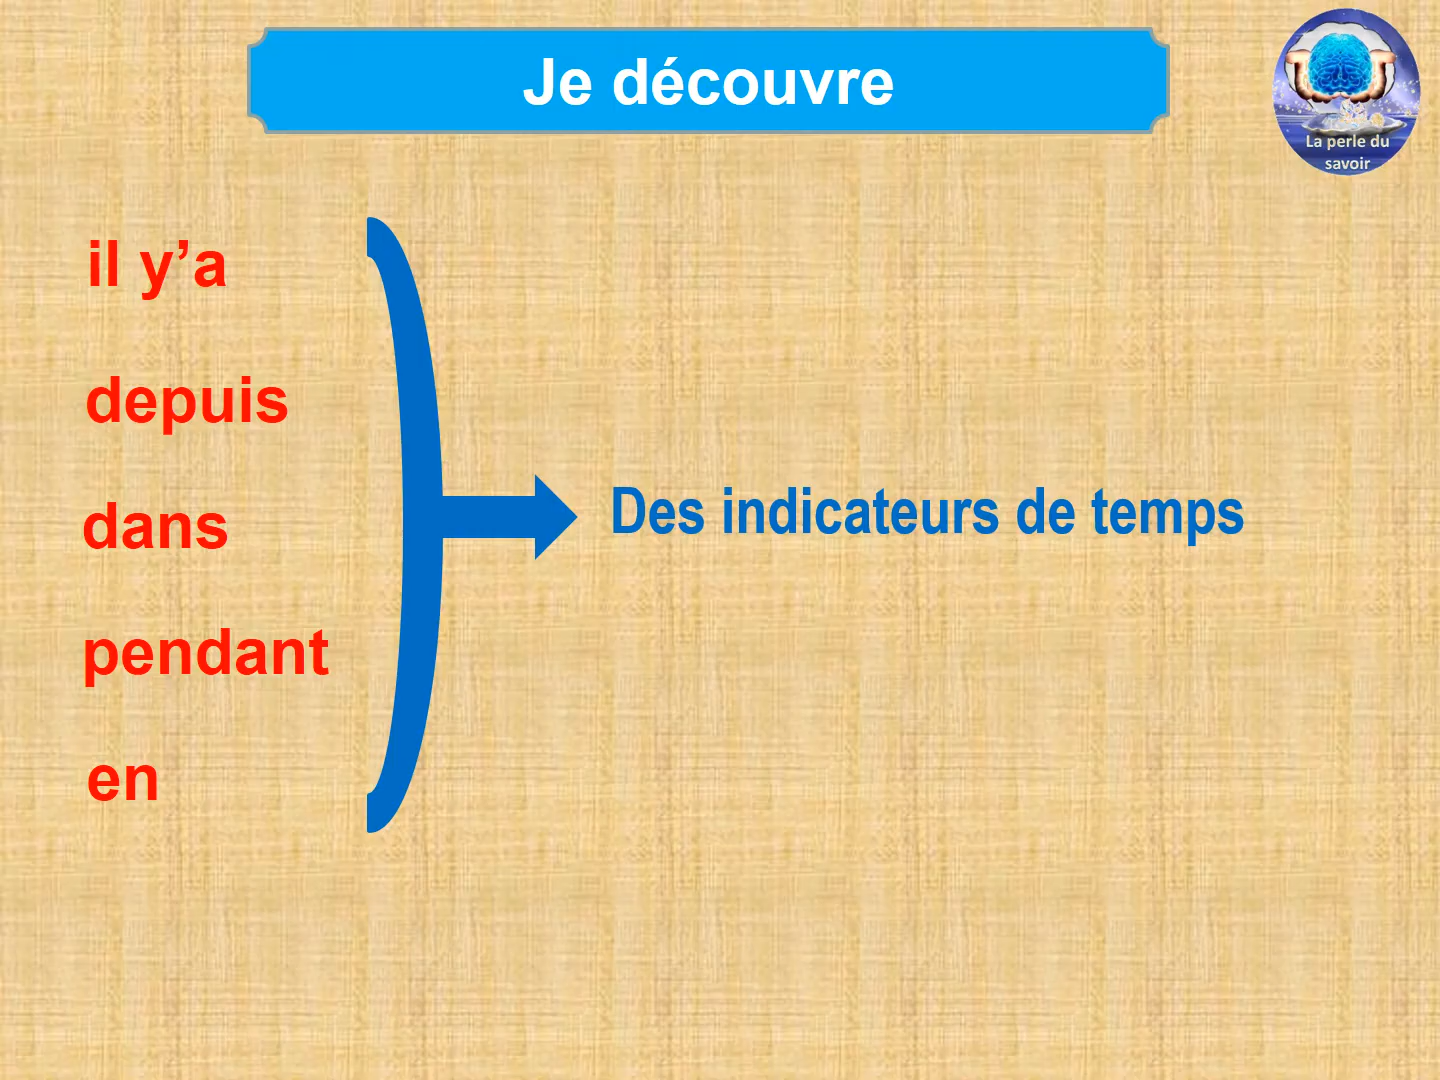 Je découvre
La perle du
savoir
il y’a
depuis
dans
pendant
en
Des indicateurs de temps